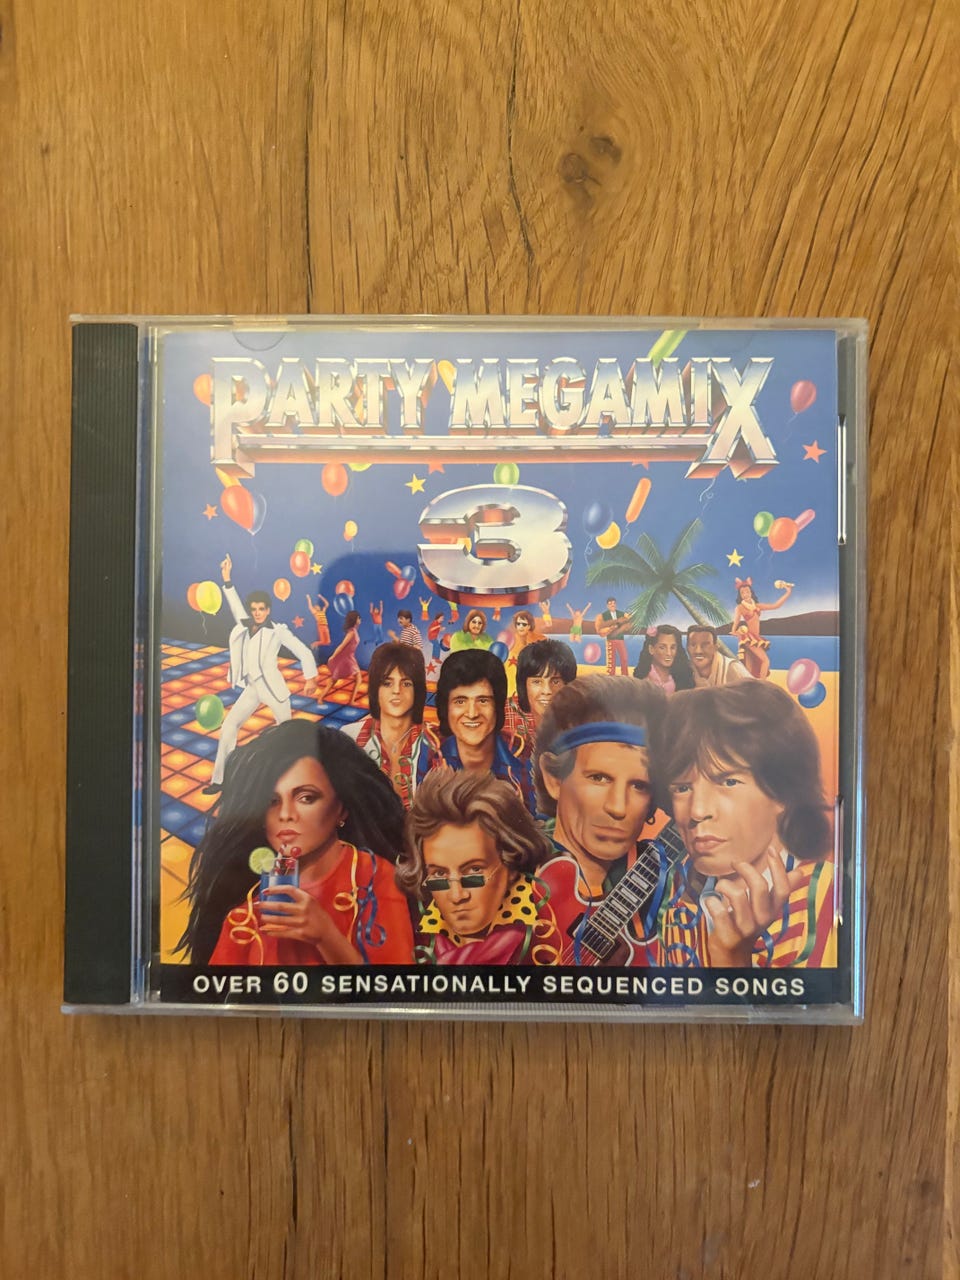 PARTY MEGAMIX
3
OVER 60 SENSATIONALLY SEQUENCED SONGS